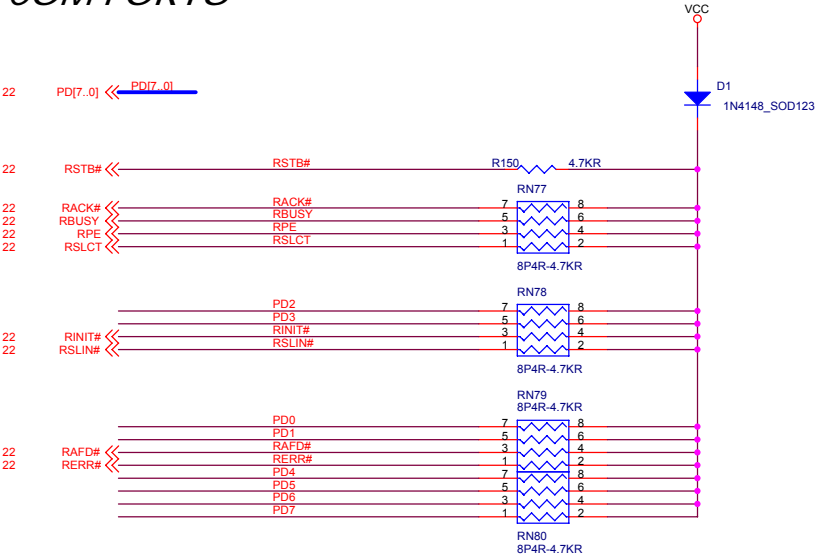 COM PORTS
VCC
D1
1N4148_SOD123
22 PD[7..0] PD[7..0]
22 RSTB# RSTB# R150 4.7KR
RN77
22 RACK# RACK# 7 8
22 RBUSY RBUSY 5 6
22 RPE RPE 3 4
22 RSLCT RSLCT 1 2
8P4R-4.7KR
RN78
PD2 7 8
PD3 5 6
22 RINIT# RINIT# 3 4
22 RSLIN# RSLIN# 1 2
8P4R-4.7KR
RN79
8P4R-4.7KR
PD0 7 8
PD1 5 6
22 RAFD# RAFD# 3 4
22 RERR# RERR# 1 2
PD4 7 8
PD5 5 6
PD6 3 4
PD7 1 2
RN80
8P4R-4.7KR